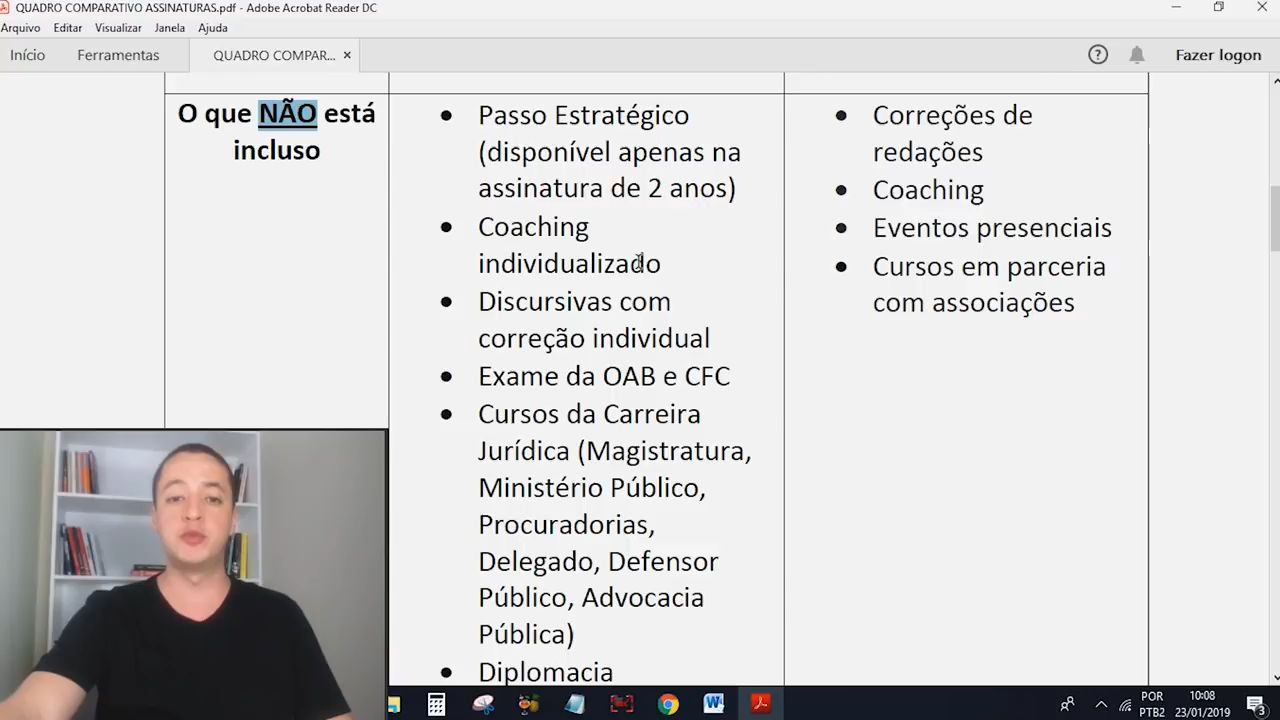 QUADRO COMPARATIVO ASSINATURAS.pdf - Adobe Acrobat Reader DC
Arquivo Editar Visualizar Janela Ajuda
Início Ferramentas QUADRO COMPAR... × Fazer logon
O que NÃO está
incluso
• Passo Estratégico
(disponível apenas na
assinatura de 2 anos)
• Coaching
individualizado
• Discursivas com
correção individual
• Exame da OAB e CFC
• Cursos da Carreira
Jurídica (Magistratura,
Ministério Público,
Procuradorias,
Delegado, Defensor
Público, Advocacia
Pública)
• Diplomacia
• Correções de
redações
• Coaching
• Eventos presenciais
• Cursos em parceria
com associações
POR 10:08
PTB2 23/01/2019 3